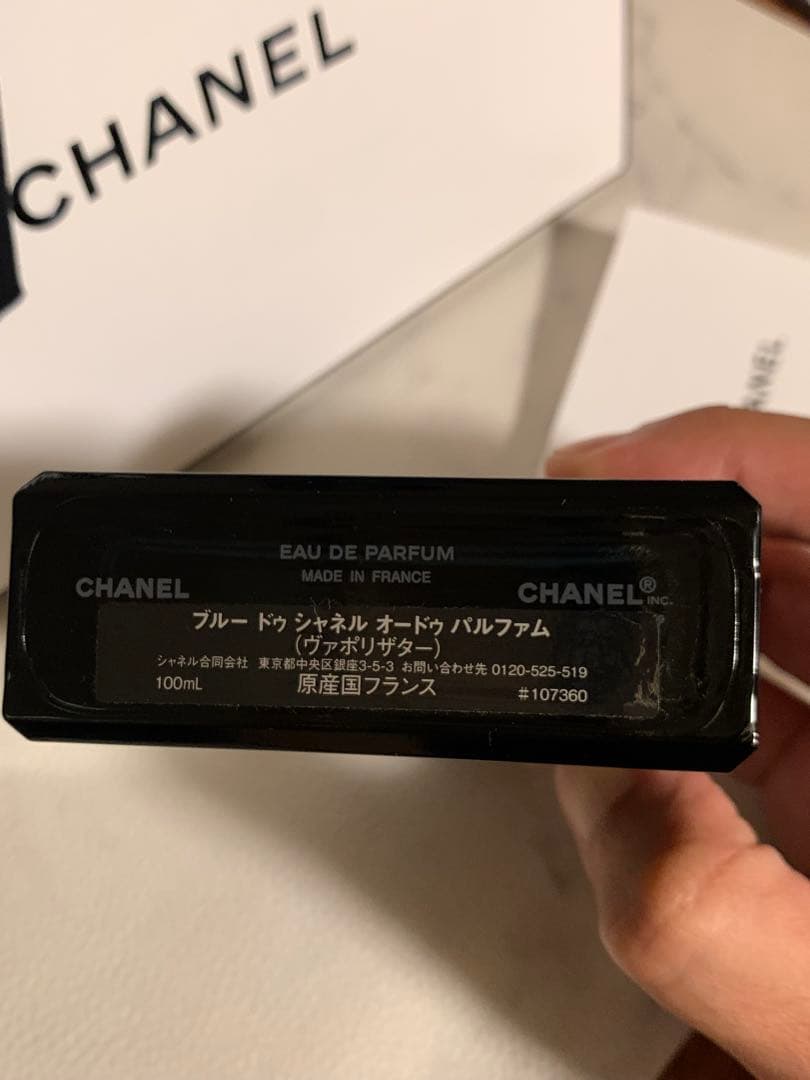 CHANEL
CHANEL
EAU DE PARFUM
MADE IN FRANCE
CHANEL
CHANEL® INC.
ブルー ドゥ シャネル オードゥ パルファム
(ヴァポリザター)
シャネル合同会社 東京都中央区銀座3-5-3 お問い合わせ先 0120-525-519
100mL 原産国フランス #107360